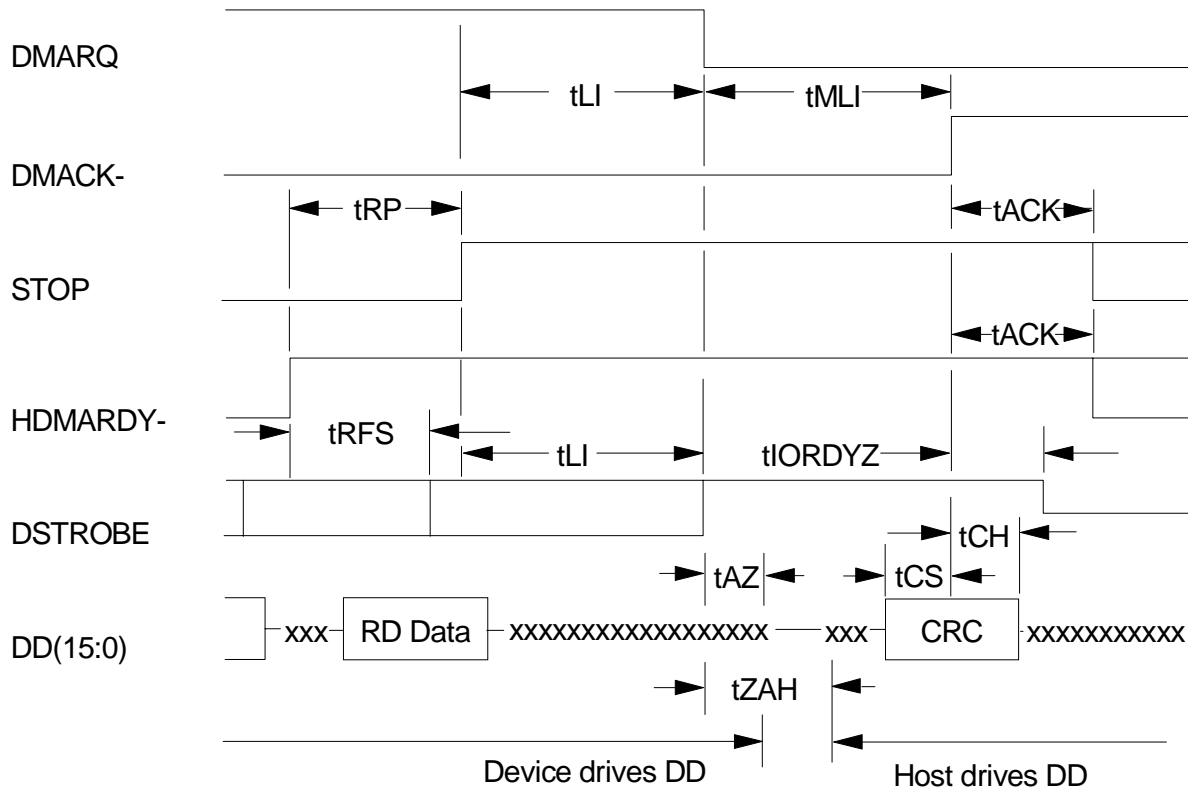 DMARQ
tLI
tMLI
DMACK-
tRP
tACK
STOP
tACK
HDMARDY-
tRFS
tLI
tIORDYZ
DSTROBE
tCH
tAZ
tCS
DD(15:0)
xxx
RD Data
xxxxxxxxxxxxxxxxxx
xxx
CRC
xxxxxxxxxxx
tZAH
Device drives DD
Host drives DD